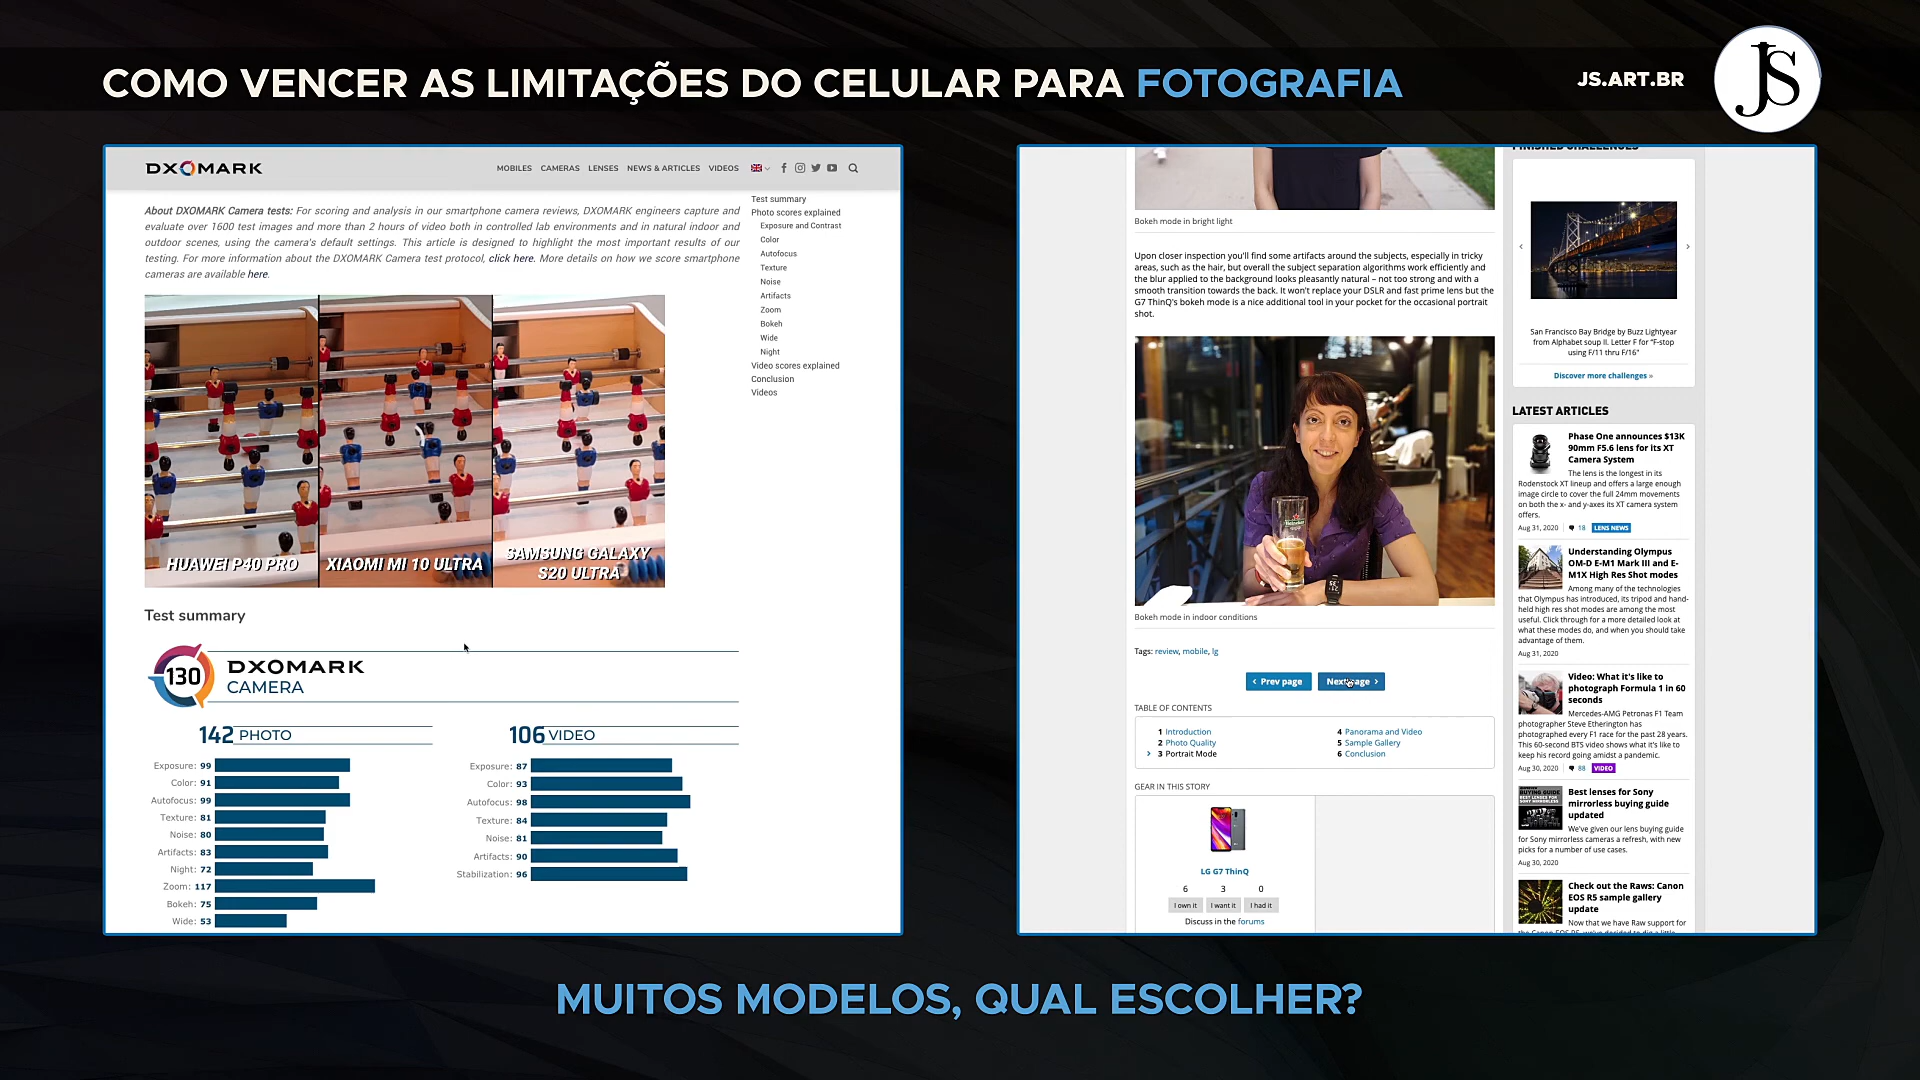 COMO VENCER AS LIMITAÇÕES DO CELULAR PARA FOTOGRAFIA
JS.ART.BR
JS
DXOMARK
MOBILES CAMERAS LENSES NEWS & ARTICLES VIDEOS
About DXOMARK Camera tests: For scoring and analysis in our smartphone camera reviews, DXOMARK engineers capture and
evaluate over 1600 test images and more than 2 hours of video both in controlled lab environments and in natural indoor and
outdoor scenes, using the camera's default settings. This article is designed to highlight the most important results of our
testing. For more information about the DXOMARK Camera test protocol, click here. More details on how we score smartphone
cameras are available here.
Test summary
Photo scores explained
Exposure and Contrast
Color
Autofocus
Texture
Noise
Artifacts
Zoom
Bokeh
Wide
Night
Video scores explained
Conclusion
Videos
HUAWEI P40 PRO
XIAOMI MI 10 ULTRA
SAMSUNG GALAXY
S20 ULTRA
Test summary
130
DXOMARK
CAMERA
142 PHOTO
Exposure: 99
Color: 91
Autofocus: 99
Texture: 81
Noise: 80
Artifacts: 83
Night: 72
Zoom: 117
Bokeh: 75
Wide: 53
106 VIDEO
Exposure: 87
Color: 93
Autofocus: 98
Texture: 84
Noise: 81
Artifacts: 90
Stabilization: 96
Bokeh mode in bright light
Upon closer inspection you'll find some artifacts around the subjects, especially in tricky
areas, such as the hair, but overall the subject separation algorithms work efficiently and
the blur applied to the background looks pleasantly natural – not too strong and with a
smooth transition towards the back. It won't replace your DSLR and fast prime lens but the
G7 ThinQ's bokeh mode is a nice additional tool in your pocket for the occasional portrait
shot.
Heineken
Bokeh mode in indoor conditions
Tags: review, mobile, lg
‹ Prev page
Next page ›
TABLE OF CONTENTS
1 Introduction
2 Photo Quality
› 3 Portrait Mode
4 Panorama and Video
5 Sample Gallery
6 Conclusion
GEAR IN THIS STORY
LG G7 ThinQ
6 3 0
I own it I want it I had it
Discuss in the forums
FINISHED CHALLENGES
San Francisco Bay Bridge by Buzz Lightyear
from Alphabet soup II. Letter F for "F-stop
using F/11 thru F/16"
Discover more challenges »
LATEST ARTICLES
Phase One announces $13K
90mm F5.6 lens for its XT
Camera System
The lens is the longest in its
Rodenstock XT lineup and offers a large enough
image circle to cover the full 24mm movements
on both the x- and y-axes its XT camera system
offers.
Aug 31, 2020 18 LENS NEWS
Understanding Olympus
OM-D E-M1 Mark III and E-
M1X High Res Shot modes
Among many of the technologies
that Olympus has introduced, its tripod and hand-
held high res shot modes are among the most
useful. Click through for a more detailed look at
what these modes do, and when you should take
advantage of them.
Aug 31, 2020
Video: What it's like to
photograph Formula 1 in 60
seconds
Mercedes-AMG Petronas F1 Team
photographer Steve Etherington has
photographed every F1 race for the past 28 years.
This 60-second BTS video shows what it's like to
keep his record going amidst a pandemic.
Aug 30, 2020 88 VIDEO
Best lenses for Sony
mirrorless buying guide
updated
We've given our lens buying guide
for Sony mirrorless cameras a refresh, with new
picks for a number of use cases.
Aug 30, 2020
Check out the Raws: Canon
EOS R5 sample gallery
update
Now that we have Raw support for
MUITOS MODELOS, QUAL ESCOLHER?